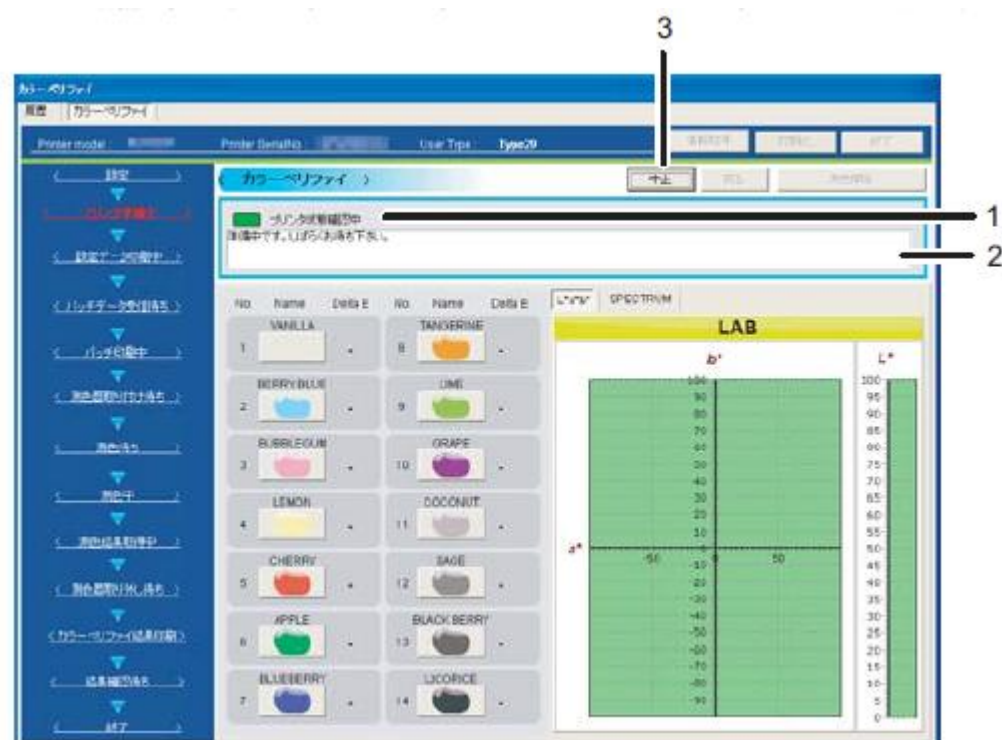 3
カラーベリファイ
履歴 カラーベリファイ
Printer model Printer SerialNo. User Type Type29
終了
設定
カラーベリファイ
中止 戻る
1
プリンタ状態確認中
準備中です。しばらくお待ち下さい。
2
設定データ印刷中
パッチデータ受信待ち
パッチ印刷中
測色器取り付け待ち
測色待ち
測色中
測色結果取得中
測色器取り外し待ち
カラーベリファイ結果印刷
結果確認待ち
終了
No. Name Delta E No. Name Delta E
L*a*b* SPECTRUM
1 VANILLA - 8 TANGERINE -
2 BERRY BLUE - 9 LIME -
3 BUBBLEGUM - 10 GRAPE -
4 LEMON - 11 COCONUT -
5 CHERRY - 12 SAGE -
6 APPLE - 13 BLACK BERRY -
7 BLUEBERRY - 14 LICORICE -
LAB
b*
L*
100
90
80
70
60
50
40
30
20
10
0
a*
-50
50
-10
-20
-30
-40
-50
-60
-70
-80
-90
100
95
90
85
80
75
70
65
60
55
50
45
40
35
30
25
20
15
10
5
0